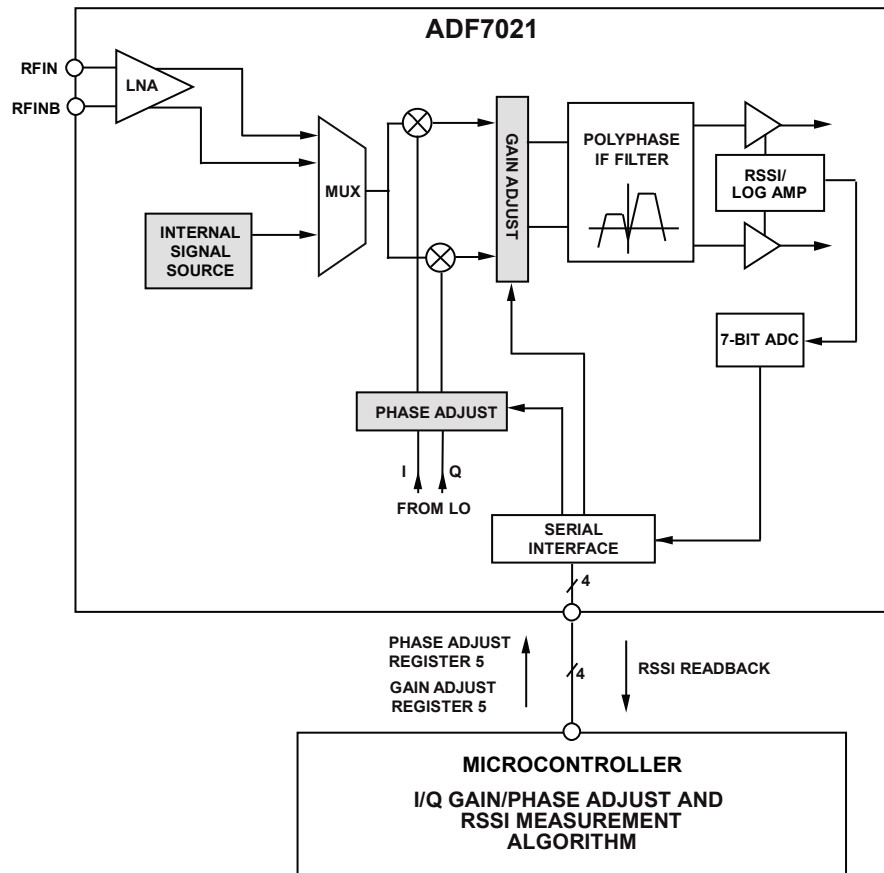 ADF7021
RFIN
LNA
RFINB
MUX
INTERNAL
SIGNAL
SOURCE
GAIN ADJUST
POLYPHASE
IF FILTER
RSSI/
LOG AMP
7-BIT ADC
PHASE ADJUST
I
Q
FROM LO
SERIAL
INTERFACE
4
PHASE ADJUST
REGISTER 5
GAIN ADJUST
REGISTER 5
4
RSSI READBACK
MICROCONTROLLER
I/Q GAIN/PHASE ADJUST AND
RSSI MEASUREMENT
ALGORITHM